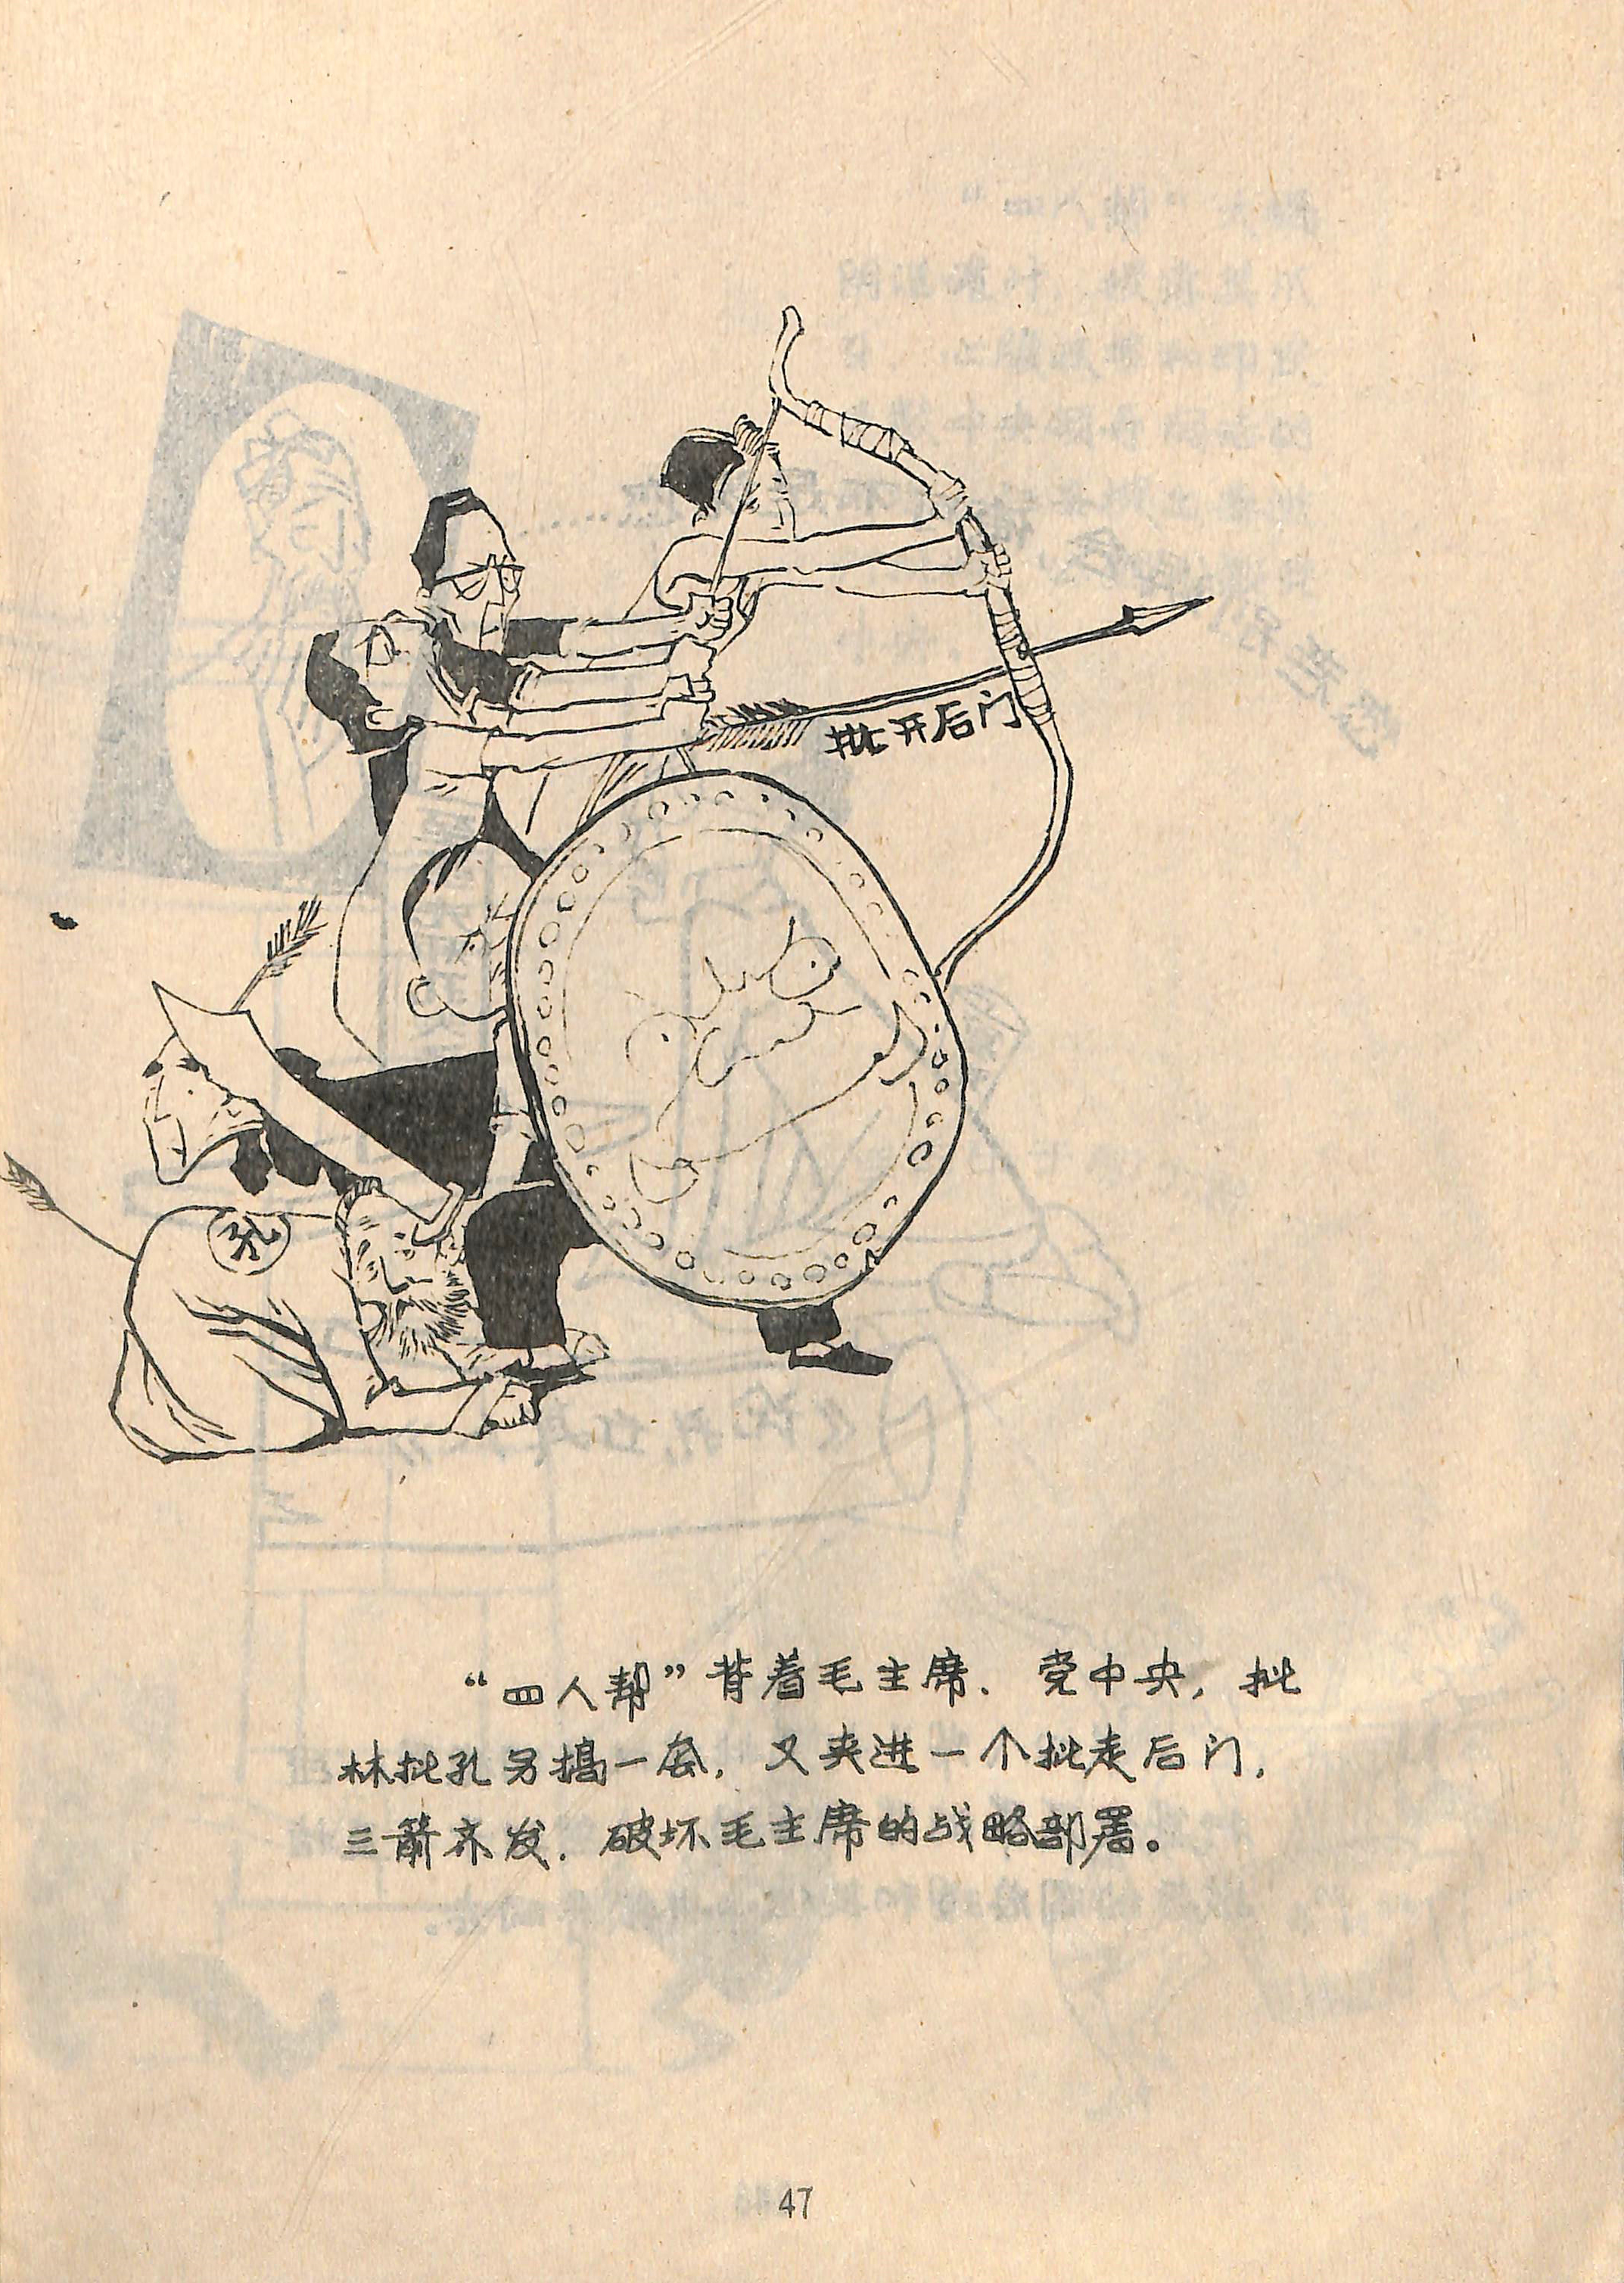 批开后门
孔
“四人帮”背着毛主席、党中央，批
林批孔另搞一套，又夹进一个批走后门，
三箭齐发，破坏毛主席的战略部署。
47